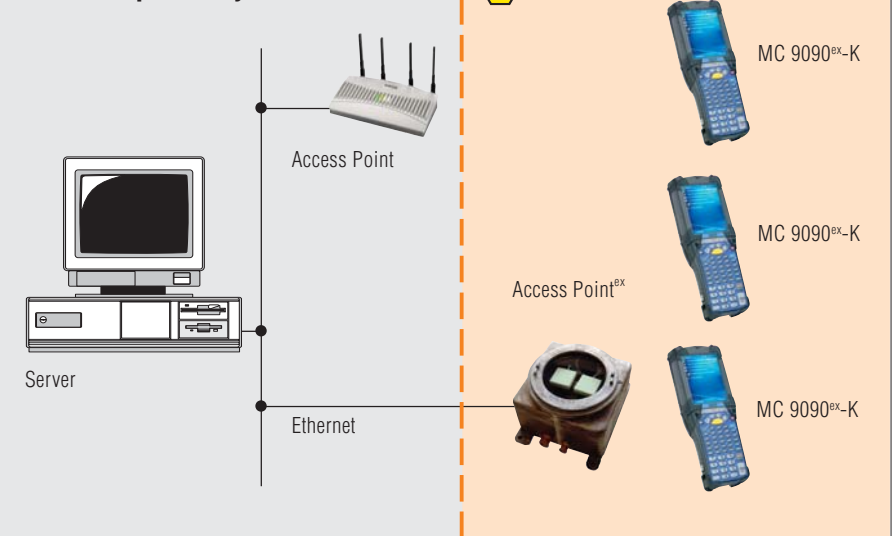 Access Point
MC 9090ex-K
MC 9090ex-K
Access Pointex
Server
Ethernet
MC 9090ex-K